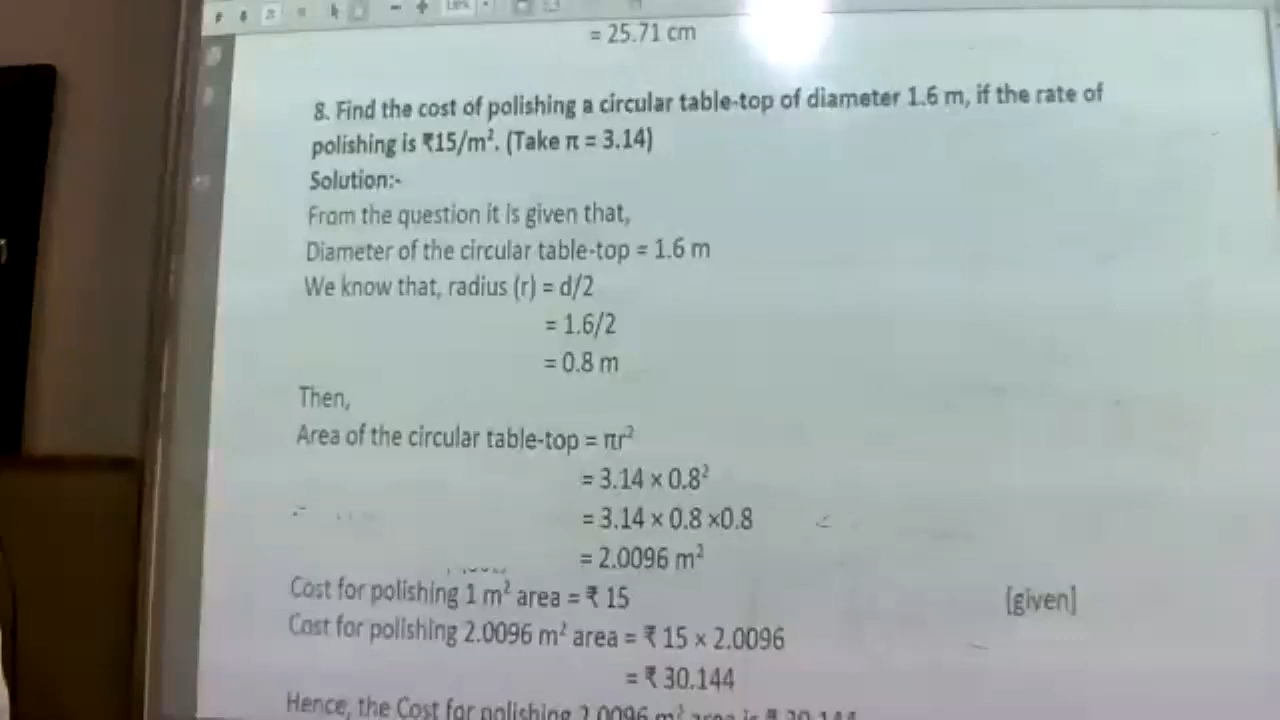 = 25.71 cm
8. Find the cost of polishing a circular table-top of diameter 1.6 m, if the rate of
polishing is ₹15/m². (Take π = 3.14)
Solution:-
From the question it is given that,
Diameter of the circular table-top = 1.6 m
We know that, radius (r) = d/2
= 1.6/2
= 0.8 m
Then,
Area of the circular table-top = πr²
= 3.14 × 0.8²
= 3.14 × 0.8 ×0.8
= 2.0096 m²
Cost for polishing 1 m² area = ₹ 15 [given]
Cost for polishing 2.0096 m² area = ₹ 15 × 2.0096
= ₹ 30.144
Hence, the Cost for polishing 2.0096 m² area is ₹ 30.144